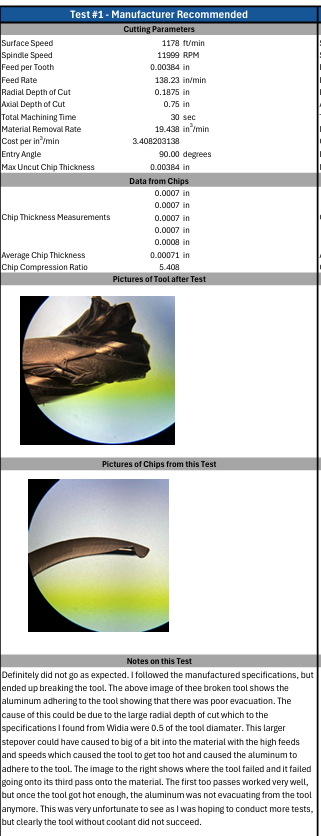 Test #1 - Manufacturer Recommended
Cutting Parameters
Surface Speed 1178 ft/min
Spindle Speed 11999 RPM
Feed per Tooth 0.00384 in
Feed Rate 138.23 in/min
Radial Depth of Cut 0.1875 in
Axial Depth of Cut 0.75 in
Total Machining Time 30 sec
Material Removal Rate 19.438 in³/min
Cost per in³/min 3.408203138
Entry Angle 90.00 degrees
Max Uncut Chip Thickness 0.00384 in
Data from Chips
0.0007 in
0.0007 in
Chip Thickness Measurements 0.0007 in
0.0007 in
0.0008 in
Average Chip Thickness 0.00071 in
Chip Compression Ratio 5.408
Pictures of Tool after Test
Pictures of Chips from this Test
Notes on this Test
Definitely did not go as expected. I followed the manufactured specifications, but
ended up breaking the tool. The above image of thee broken tool shows the
aluminum adhering to the tool showing that there was poor evacuation. The
cause of this could be due to the large radial depth of cut which to the
specifications I found from Widia were 0.5 of the tool diamater. This larger
stepover could have caused to big of a bit into the material with the high feeds
and speeds which caused the tool to get too hot and caused the aluminum to
adhere to the tool. The image to the right shows where the tool failed and it failed
going onto its third pass onto the material. The first too passes worked very well,
but once the tool got hot enough, the aluminum was not evacuating from the tool
anymore. This was very unfortunate to see as I was hoping to conduct more tests,
but clearly the tool without coolant did not succeed.